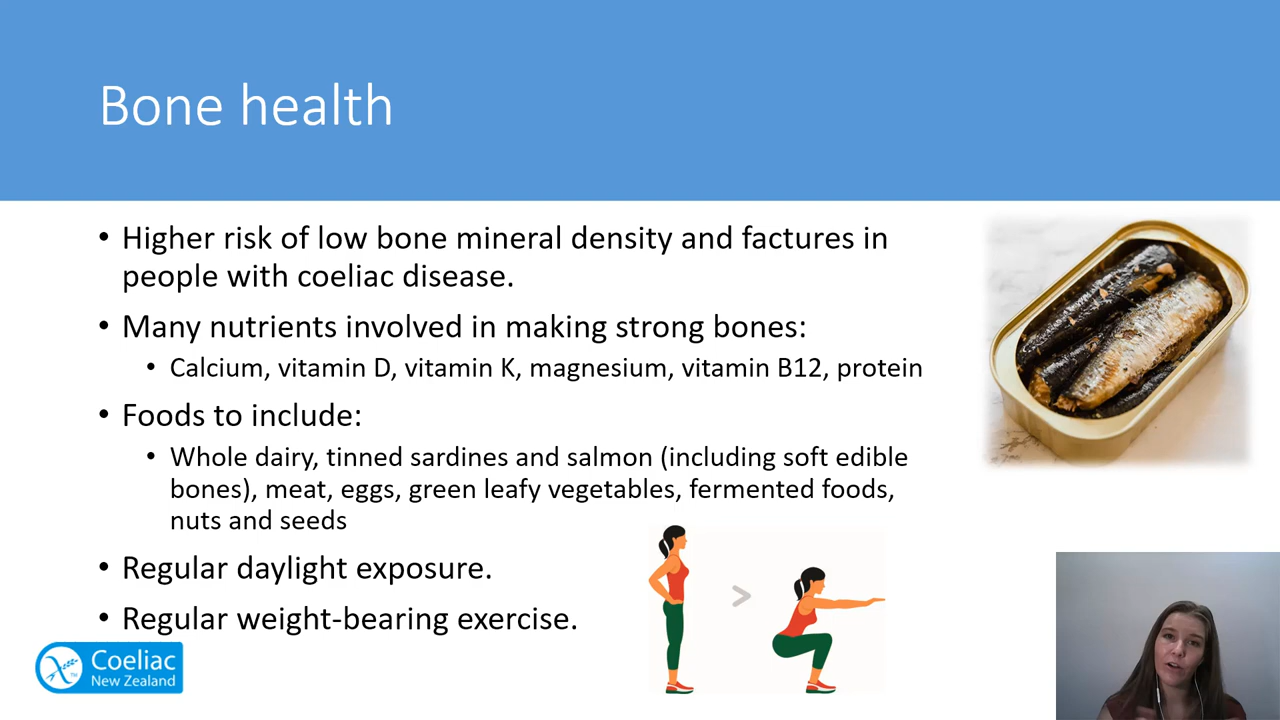 Bone health
• Higher risk of low bone mineral density and factures in
people with coeliac disease.
• Many nutrients involved in making strong bones:
• Calcium, vitamin D, vitamin K, magnesium, vitamin B12, protein
• Foods to include:
• Whole dairy, tinned sardines and salmon (including soft edible
bones), meat, eggs, green leafy vegetables, fermented foods,
nuts and seeds
• Regular daylight exposure.
• Regular weight-bearing exercise.
>
Coeliac
New Zealand
TM